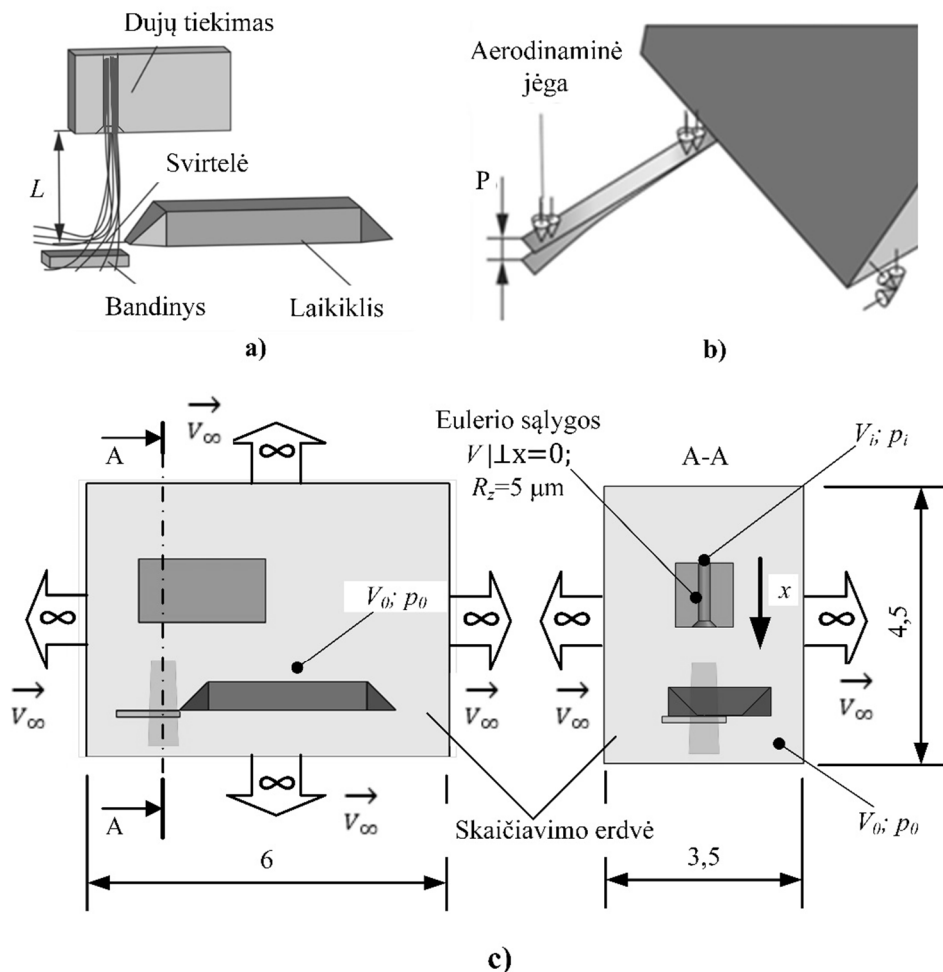 Dujų tiekimas
L
Svirtelė
Bandinys
Laikiklis
a)
Aerodinaminė
jėga
P
b)
A
V∞
∞
Eulerio sąlygos
V|⊥x=0;
Rz=5 μm
Vi; pi
A-A
∞
V∞
V0; p0
∞
V∞
∞
V∞
x
∞
V∞
4,5
∞
V∞
A
Skaičiavimo erdvė
V0; p0
6
3,5
c)